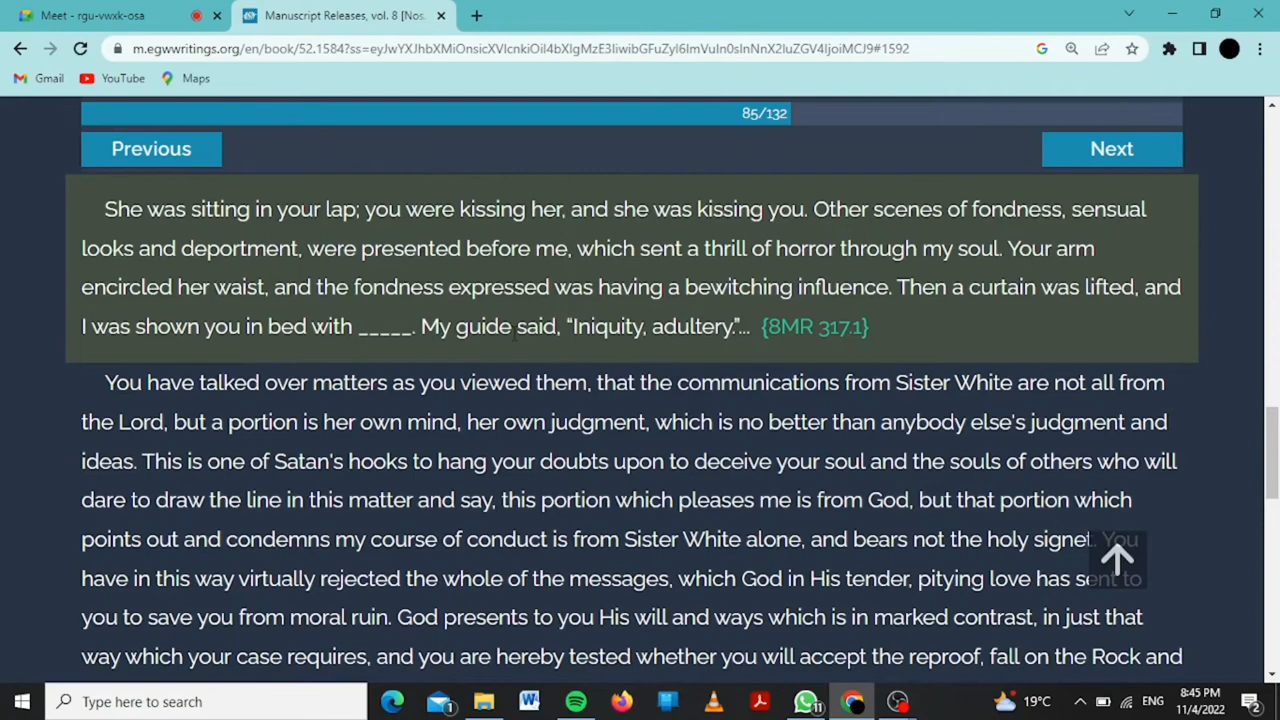 Meet - rgu-vwxk-osa
Manuscript Releases, vol. 8 [Nos.
m.egwritings.org/en/book/52.1584?ss=eyJwYXJhbXMiOnsicXVlcnkiOiI4bXIgMzE3IiwibGFuZyI6ImVuIn0sInNnX2luZGV4IjoiMCJ9#1592
Gmail
YouTube
Maps
85/132
Previous
Next
She was sitting in your lap; you were kissing her, and she was kissing you. Other scenes of fondness, sensual
looks and deportment, were presented before me, which sent a thrill of horror through my soul. Your arm
encircled her waist, and the fondness expressed was having a bewitching influence. Then a curtain was lifted, and
I was shown you in bed with _____. My guide said, “Iniquity, adultery.”... {8MR 317.1}
You have talked over matters as you viewed them, that the communications from Sister White are not all from
the Lord, but a portion is her own mind, her own judgment, which is no better than anybody else's judgment and
ideas. This is one of Satan's hooks to hang your doubts upon to deceive your soul and the souls of others who will
dare to draw the line in this matter and say, this portion which pleases me is from God, but that portion which
points out and condemns my course of conduct is from Sister White alone, and bears not the holy signet. You
have in this way virtually rejected the whole of the messages, which God in His tender, pitying love has sent to
you to save you from moral ruin. God presents to you His will and ways which is in marked contrast, in just that
way which your case requires, and you are hereby tested whether you will accept the reproof, fall on the Rock and
Type here to search
1
11
19°C
ENG
8:45 PM
11/4/2022
2